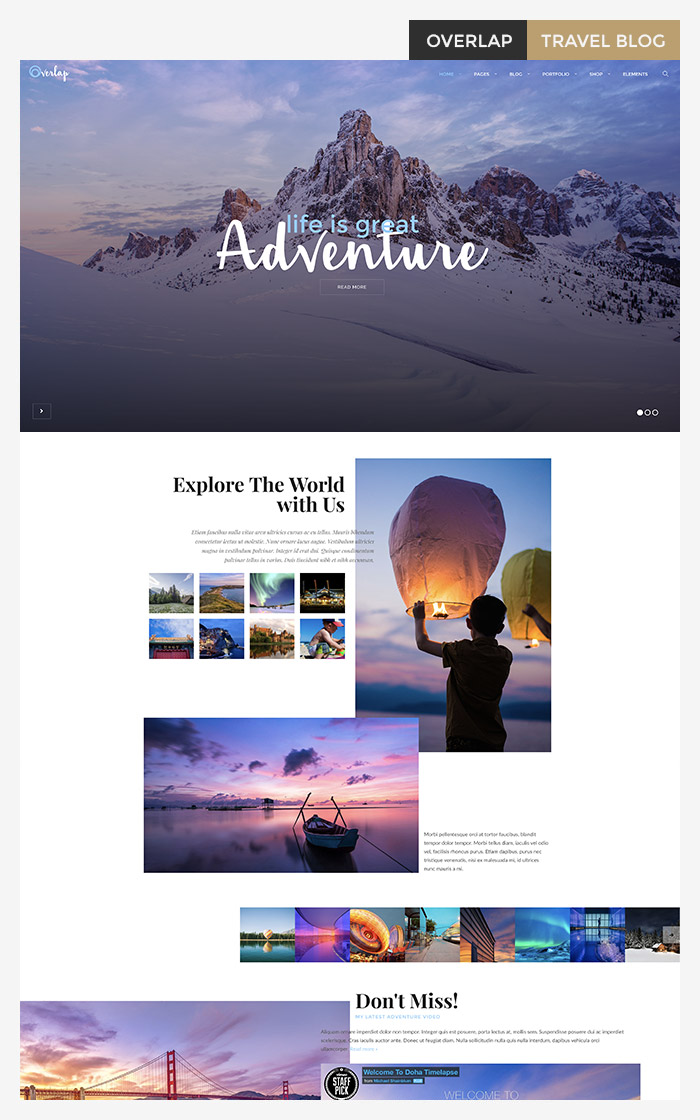 OVERLAP TRAVEL BLOG
Overlap
HOME PAGES BLOG PORTFOLIO SHOP ELEMENTS
life is great
Adventure
READ MORE
Explore The World
with Us
Etiam faucibus nulla vitae arcu ultricies cursus ac eu tellus. Mauris bibendum
consectetur lectus ut molestie. Nunc ornare lacus augue. Vestibulum ultricies
magna in vestibulum pulvinar. Integer id erat dui. Quisque condimentum
pulvinar tellus in varius. Duis tincidunt nibh et nibh accumsan.
Morbi pellentesque orci at tortor faucibus, blandit
tempor dolor tempor. Morbi tellus diam, iaculis vel odio
vel, facilisis rhoncus purus. Etiam dapibus, purus nec
tristique venenatis, nisi ex malesuada mi, id ultrices
nunc mauris a mi.
Don't Miss!
MY LATEST ADVENTURE VIDEO
Aliquam ornare imperdiet dolor non tempor. Integer quis est posuere, porta lectus at, mollis sem. Suspendisse posuere dui ac imperdiet
scelerisque. Cras iaculis auctor ante. Donec ut feugiat diam. Nulla sollicitudin nulla quis nulla interdum, dapibus vehicula orci
ullamcorper. Read more »
vimeo
STAFF
PICK
Welcome To Doha Timelapse
from Michael Shainblum
WELCOME TO